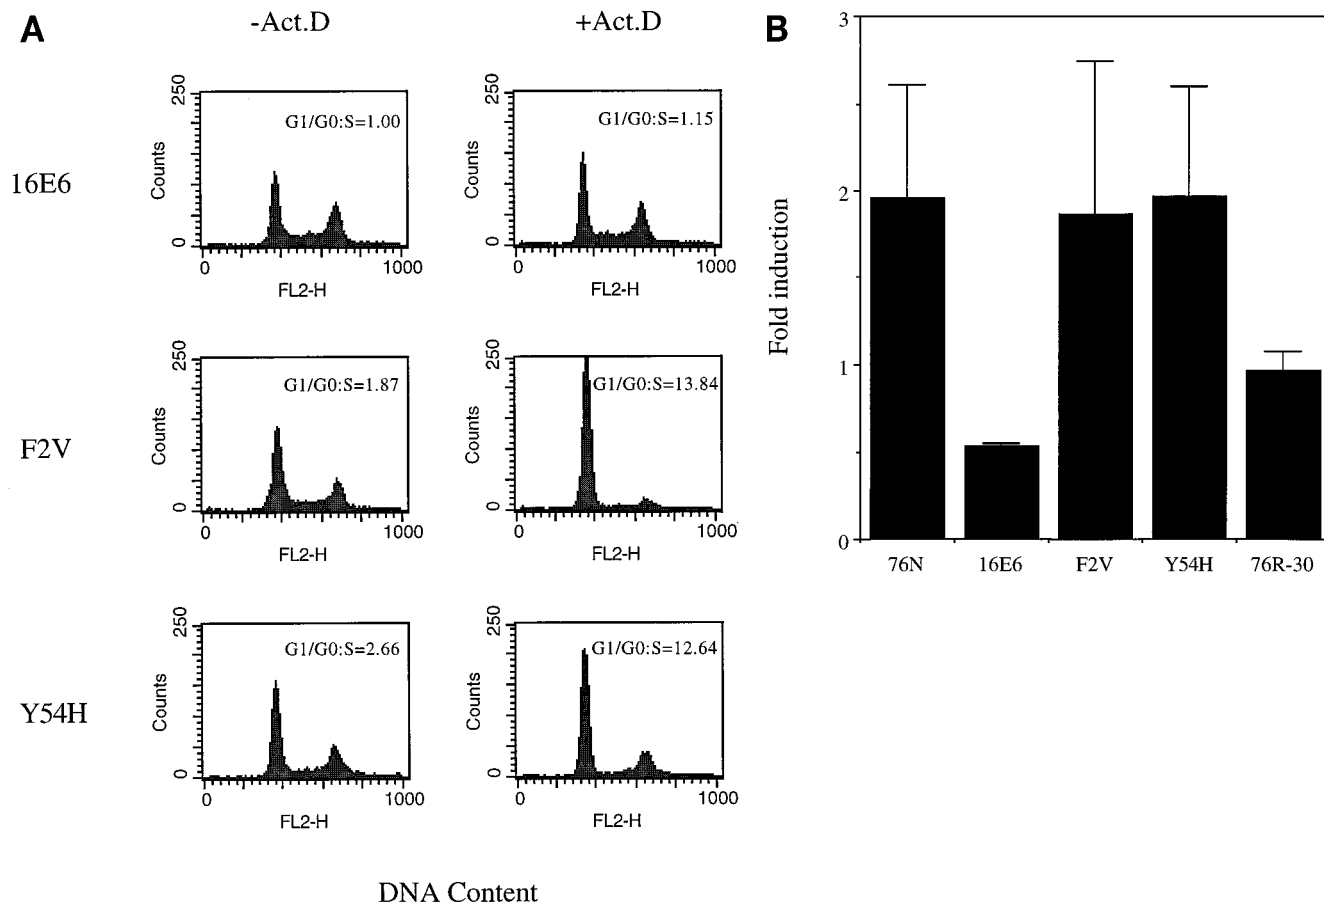 A
-Act.D
+Act.D
16E6
250
Counts
0
G1/G0:S=1.00
0
1000
FL2-H
250
Counts
0
G1/G0:S=1.15
0
1000
FL2-H
F2V
250
Counts
0
G1/G0:S=1.87
0
1000
FL2-H
250
Counts
0
G1/G0:S=13.84
0
1000
FL2-H
Y54H
250
Counts
0
G1/G0:S=2.66
0
1000
FL2-H
250
Counts
0
G1/G0:S=12.64
0
1000
FL2-H
DNA Content
B
3
2
1
0
Fold induction
76N
16E6
F2V
Y54H
76R-30